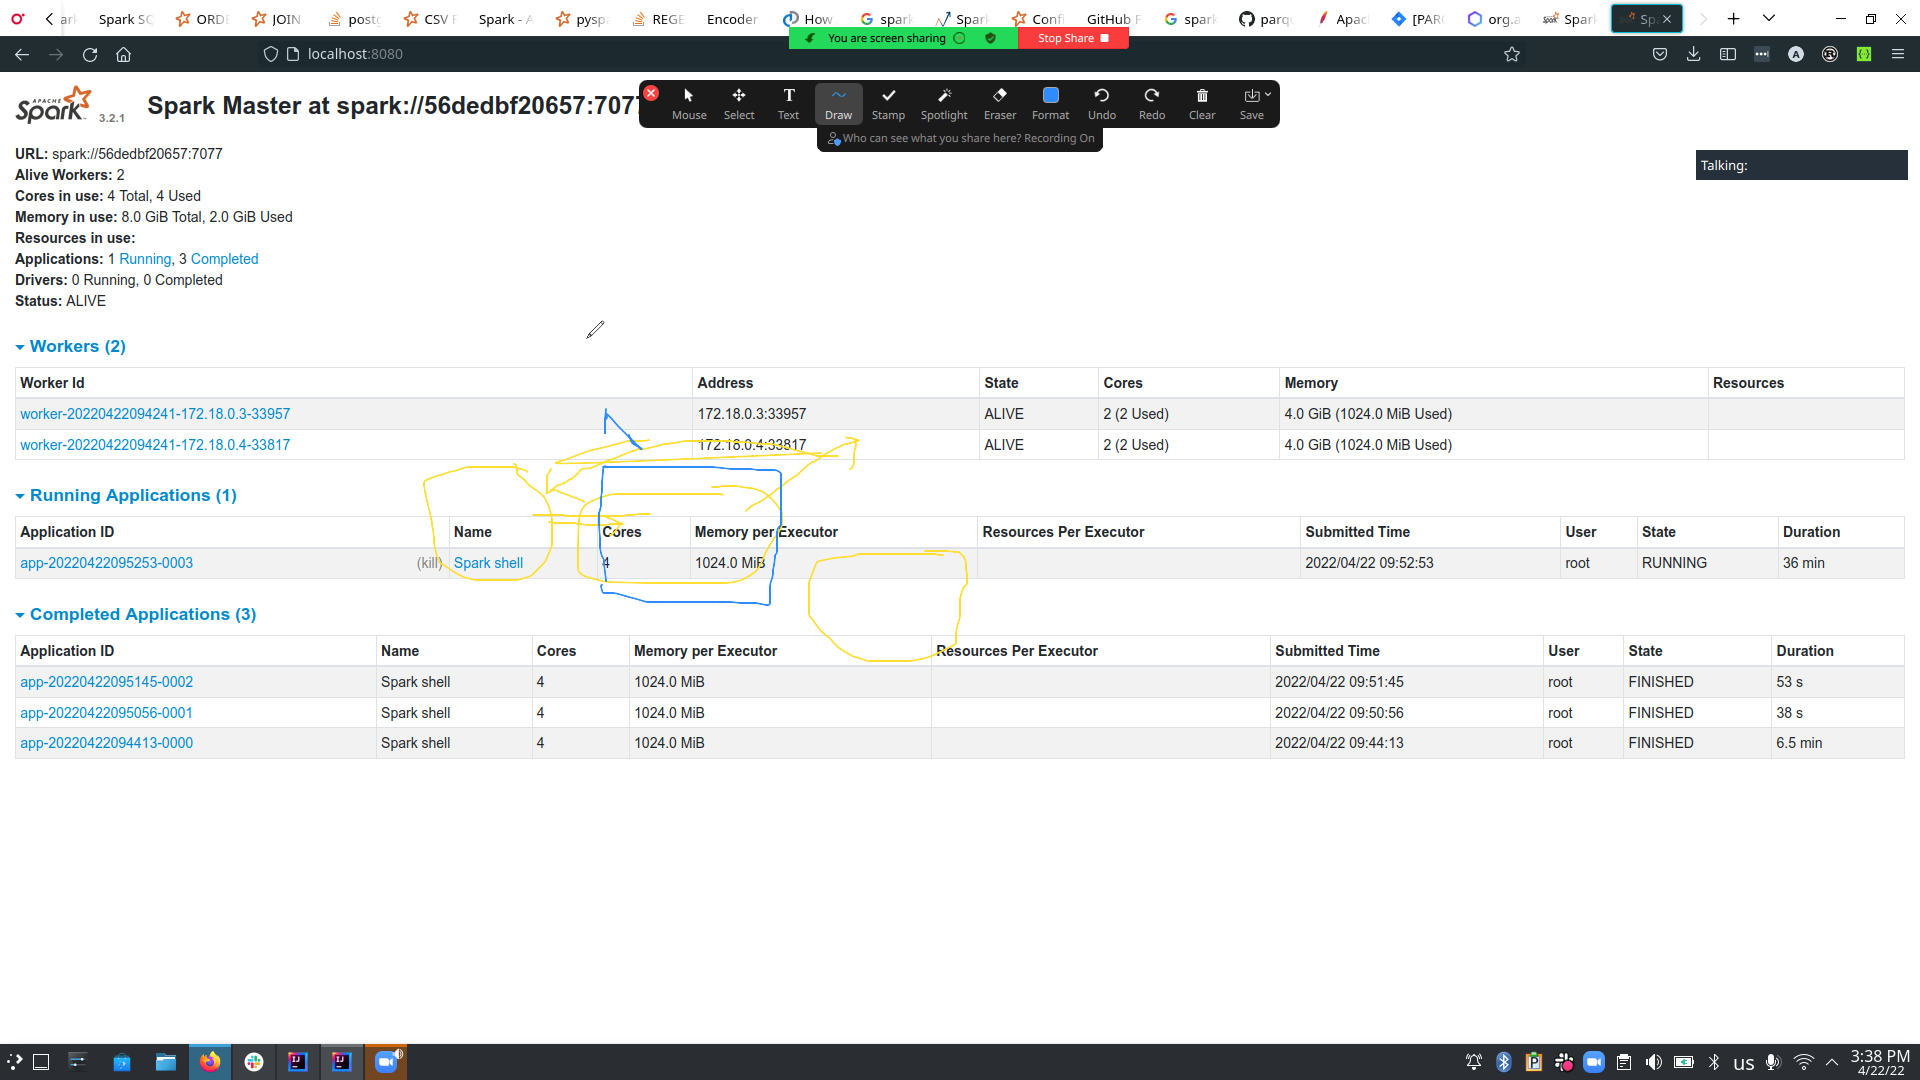 ark
Spark SQ
ORDE
JOIN
postg
CSV F
Spark - A
pyspa
REGE
Encoder
How
spark
Spark
Confi
GitHub F
spark
parqu
Apac
[PARQ
org.a
Spark
Sp
You are screen sharing
Stop Share
localhost:8080
APACHE
Spark 3.2.1
Spark Master at spark://56dedbf20657:7077
Mouse Select Text Draw Stamp Spotlight Eraser Format Undo Redo Clear Save
Who can see what you share here? Recording On
Talking:
URL: spark://56dedbf20657:7077
Alive Workers: 2
Cores in use: 4 Total, 4 Used
Memory in use: 8.0 GiB Total, 2.0 GiB Used
Resources in use:
Applications: 1 Running, 3 Completed
Drivers: 0 Running, 0 Completed
Status: ALIVE
Workers (2)
Worker Id Address State Cores Memory Resources
worker-20220422094241-172.18.0.3-33957 172.18.0.3:33957 ALIVE 2 (2 Used) 4.0 GiB (1024.0 MiB Used)
worker-20220422094241-172.18.0.4-33817 172.18.0.4:33817 ALIVE 2 (2 Used) 4.0 GiB (1024.0 MiB Used)
Running Applications (1)
Application ID Name Cores Memory per Executor Resources Per Executor Submitted Time User State Duration
app-20220422095253-0003 (kill) Spark shell 4 1024.0 MiB 2022/04/22 09:52:53 root RUNNING 36 min
Completed Applications (3)
Application ID Name Cores Memory per Executor Resources Per Executor Submitted Time User State Duration
app-20220422095145-0002 Spark shell 4 1024.0 MiB 2022/04/22 09:51:45 root FINISHED 53 s
app-20220422095056-0001 Spark shell 4 1024.0 MiB 2022/04/22 09:50:56 root FINISHED 38 s
app-20220422094413-0000 Spark shell 4 1024.0 MiB 2022/04/22 09:44:13 root FINISHED 6.5 min
us
3:38 PM
4/22/22